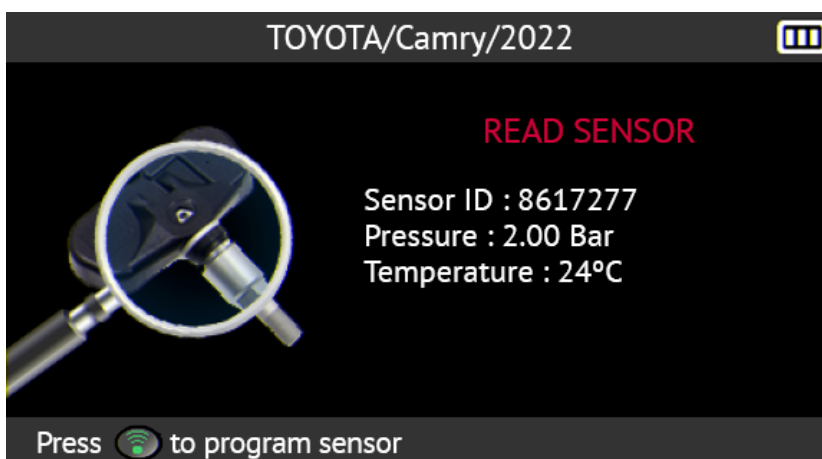 TOYOTA/Camry/2022
READ SENSOR
Sensor ID : 8617277
Pressure : 2.00 Bar
Temperature : 24ºC
Press to program sensor